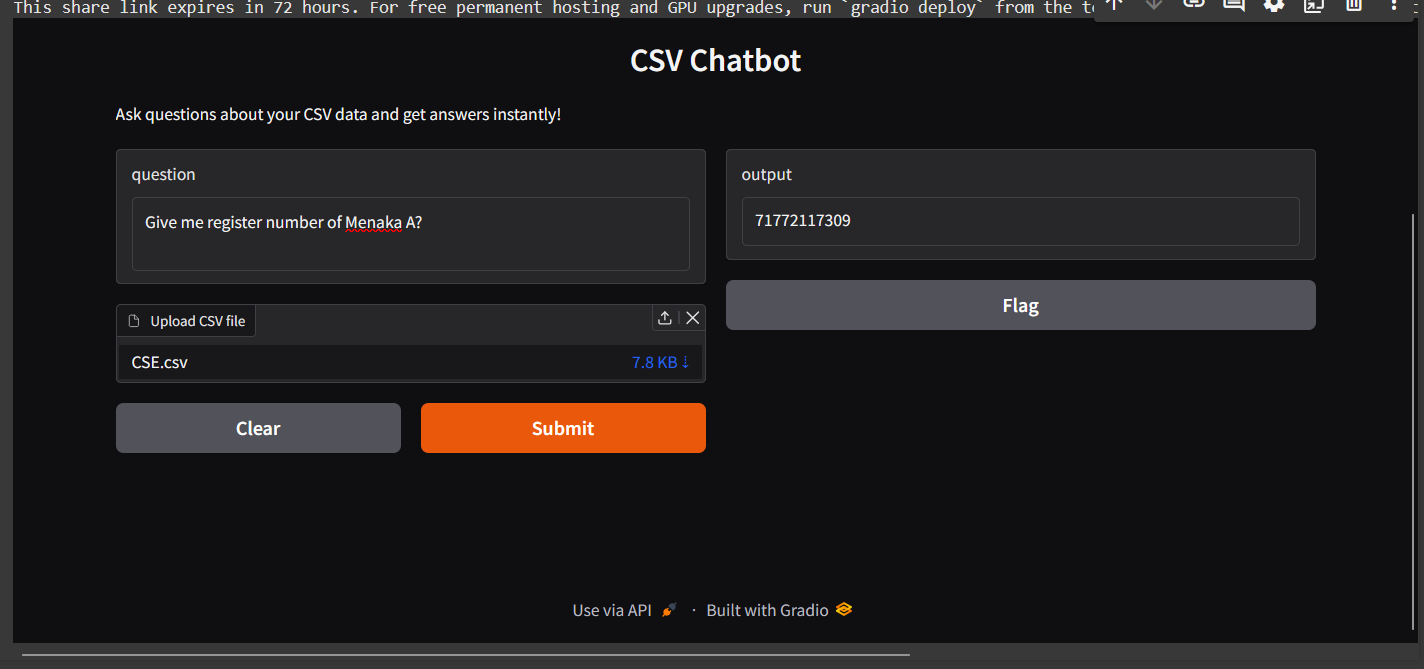 This share link expires in 72 hours. For free permanent hosting and GPU upgrades, run `gradio deploy` from the
CSV Chatbot
Ask questions about your CSV data and get answers instantly!
question
Give me register number of Menaka A?
output
71772117309
Flag
Upload CSV file
CSE.csv
7.8 KB ⇣
Clear
Submit
Use via API
·
Built with Gradio